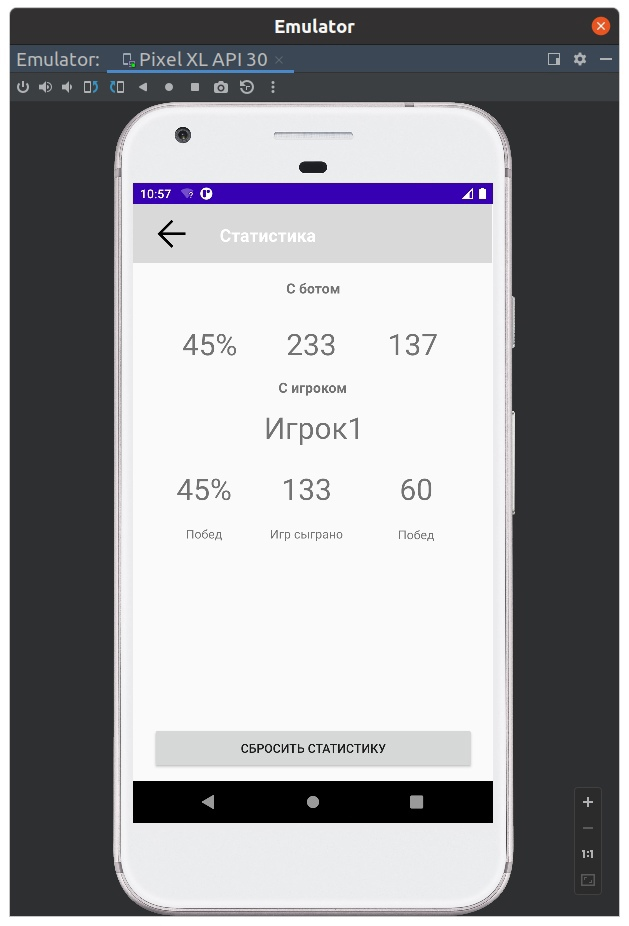 Emulator
Emulator: Pixel XL API 30
10:57
Статистика
С ботом
45% 233 137
С игроком
Игрок1
45% 133 60
Побед Игр сыграно Побед
СБРОСИТЬ СТАТИСТИКУ
1:1